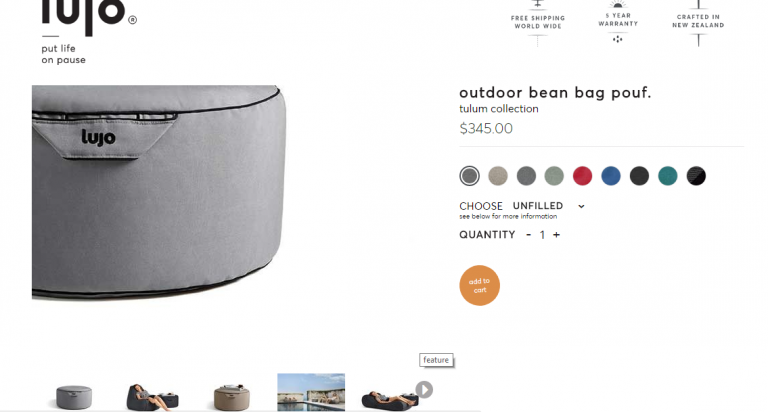 lujo®
put life
on pause
FREE SHIPPING
WORLD WIDE
5 YEAR
WARRANTY
CRAFTED IN
NEW ZEALAND
lujo
outdoor bean bag pouf.
tulum collection
$345.00
CHOOSE UNFILLED
see below for more information
QUANTITY - 1 +
add to
cart
feature